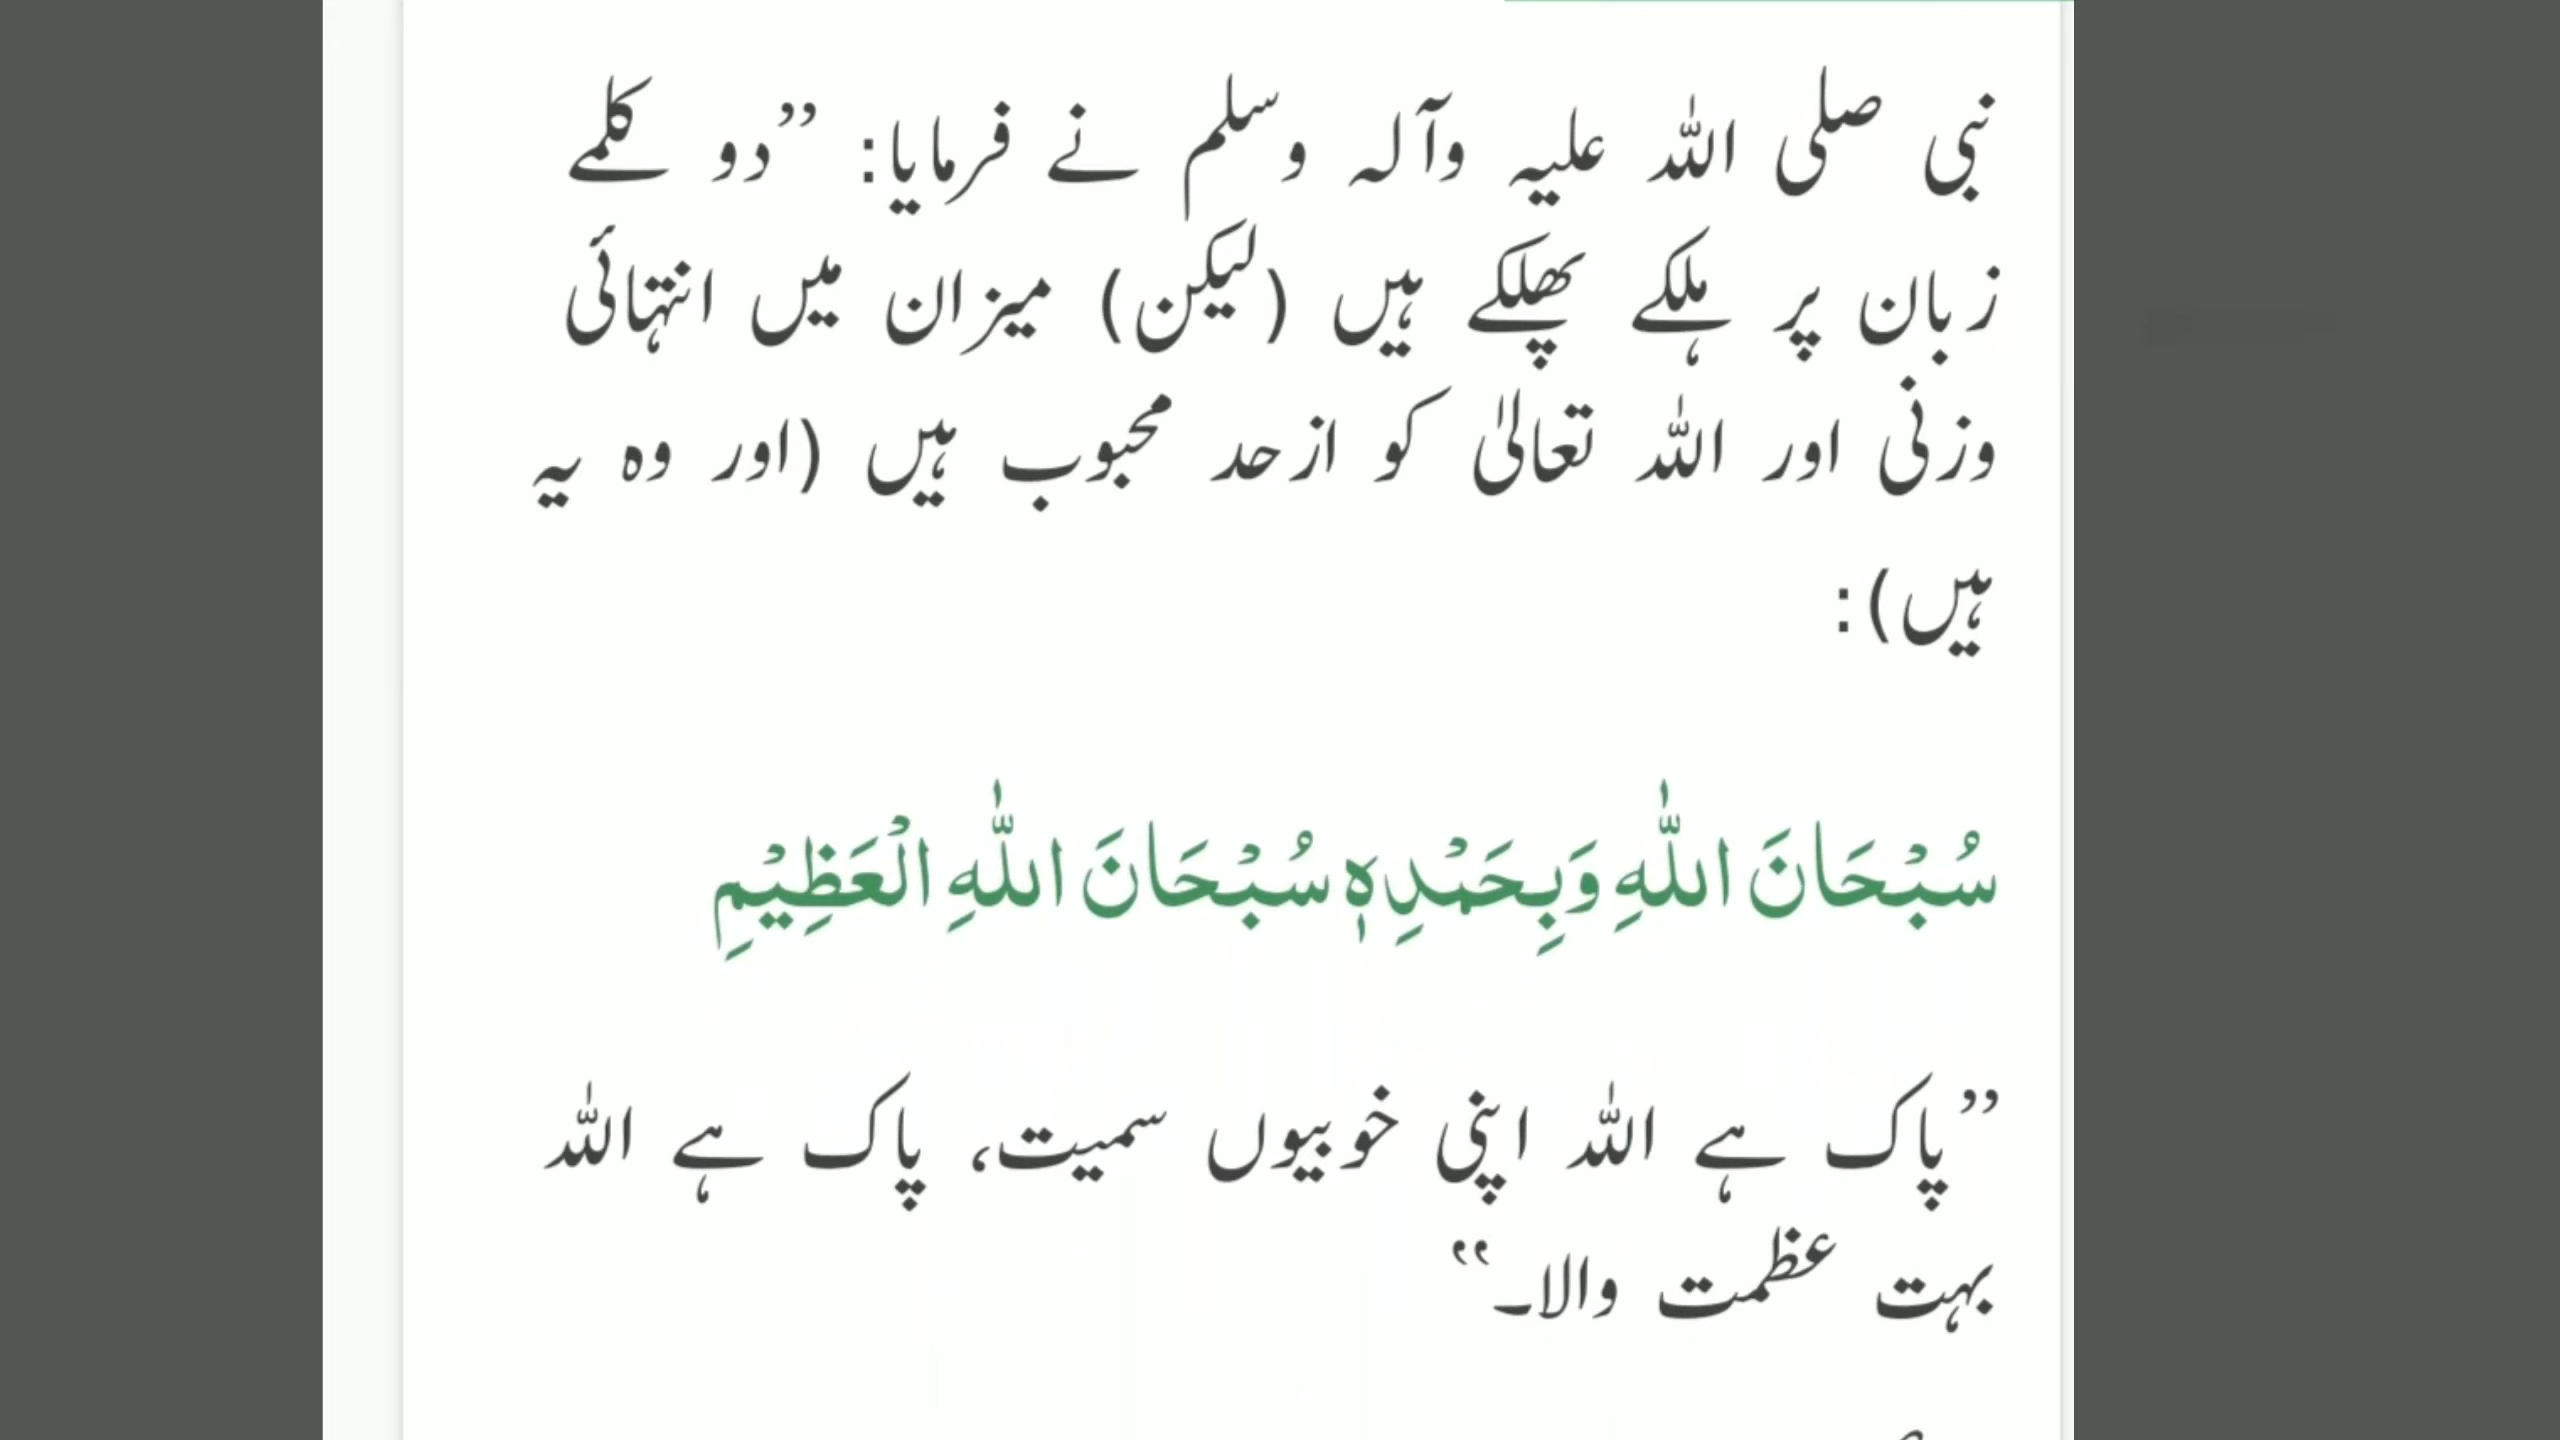 نبی صلی اللہ علیہ وآلہ وسلم نے فرمایا: ’’دو کلمے
زبان پر ہلکے پھلکے ہیں (لیکن) میزان میں انتہائی
وزنی اور اللہ تعالیٰ کو ازحد محبوب ہیں (اور وہ یہ
ہیں):
سُبْحَانَ اللّٰهِ وَبِحَمْدِهٖ سُبْحَانَ اللّٰهِ الْعَظِيْمِ
’’پاک ہے اللہ اپنی خوبیوں سمیت، پاک ہے اللہ
بہت عظمت والا۔‘‘